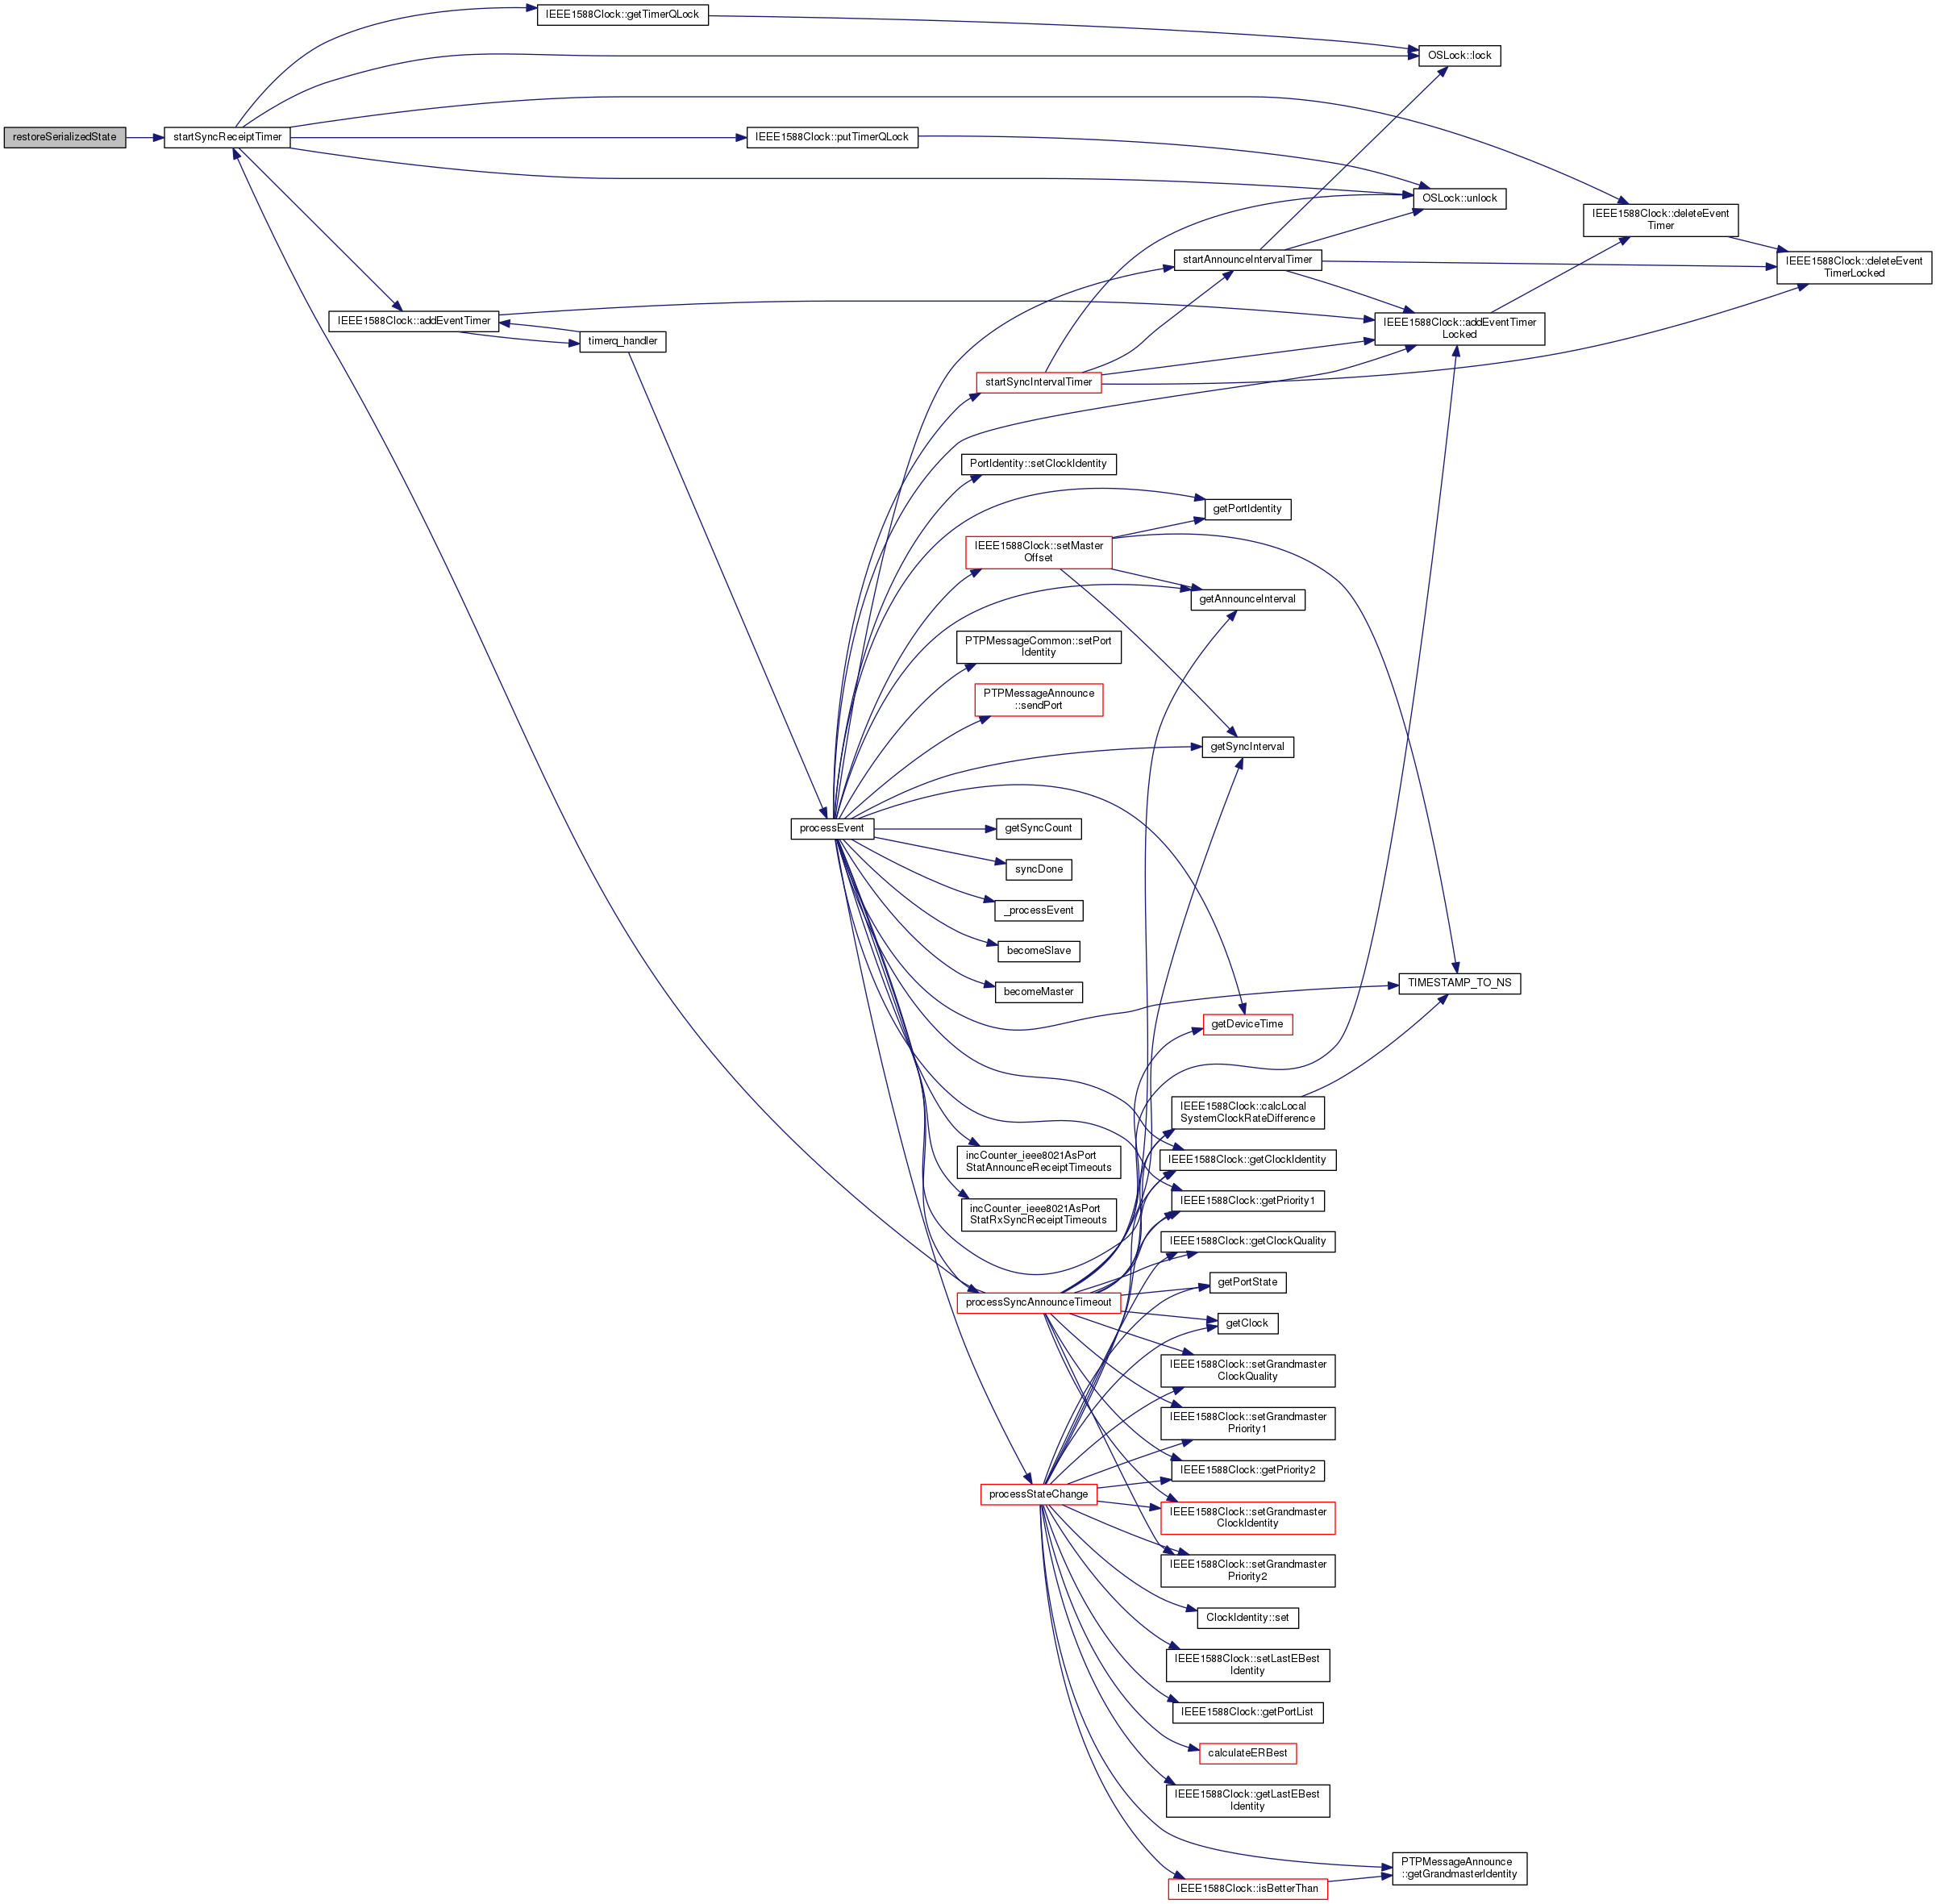 IEEE1588Clock::getTimerQLock
OSLock::lock
restoreSerializedState
startSyncReceiptTimer
IEEE1588Clock::putTimerQLock
OSLock::unlock
IEEE1588Clock::deleteEvent
Timer
startAnnounceIntervalTimer
IEEE1588Clock::deleteEvent
TimerLocked
IEEE1588Clock::addEventTimer
timerq_handler
IEEE1588Clock::addEventTimer
Locked
startSyncIntervalTimer
PortIdentity::setClockIdentity
getPortIdentity
IEEE1588Clock::setMaster
Offset
getAnnounceInterval
PTPMessageCommon::setPort
Identity
PTPMessageAnnounce
::sendPort
getSyncInterval
processEvent
getSyncCount
syncDone
_processEvent
becomeSlave
becomeMaster
TIMESTAMP_TO_NS
getDeviceTime
IEEE1588Clock::calcLocal
SystemClockRateDifference
incCounter_ieee8021AsPort
StatAnnounceReceiptTimeouts
IEEE1588Clock::getClockIdentity
IEEE1588Clock::getPriority1
incCounter_ieee8021AsPort
StatRxSyncReceiptTimeouts
IEEE1588Clock::getClockQuality
getPortState
processSyncAnnounceTimeout
getClock
IEEE1588Clock::setGrandmaster
ClockQuality
IEEE1588Clock::setGrandmaster
Priority1
IEEE1588Clock::getPriority2
processStateChange
IEEE1588Clock::setGrandmaster
ClockIdentity
IEEE1588Clock::setGrandmaster
Priority2
ClockIdentity::set
IEEE1588Clock::setLastEBest
Identity
IEEE1588Clock::getPortList
calculateERBest
IEEE1588Clock::getLastEBest
Identity
PTPMessageAnnounce
::getGrandmasterIdentity
IEEE1588Clock::isBetterThan